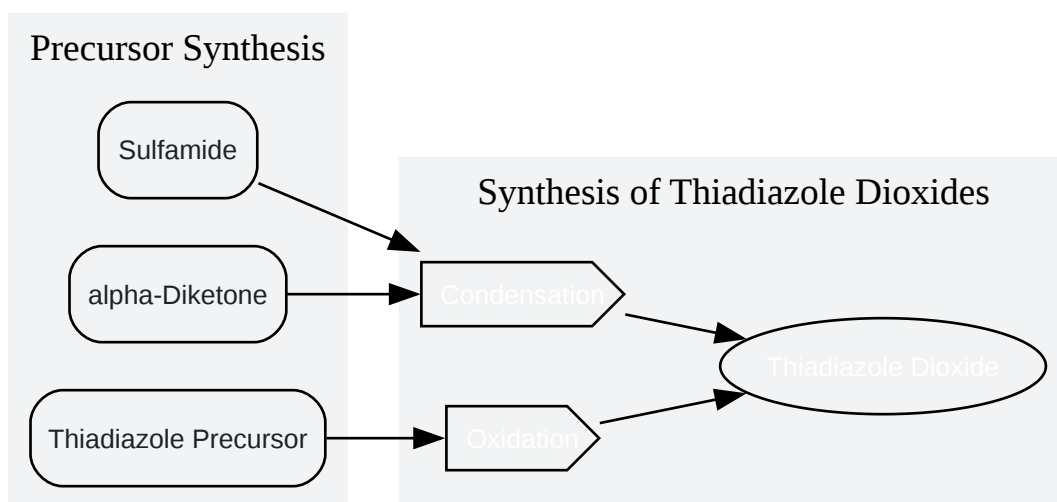 Precursor Synthesis
Sulfamide
alpha-Diketone
Thiadiazole Precursor
Synthesis of Thiadiazole Dioxides
Condensation
Oxidation
Thiadiazole Dioxide